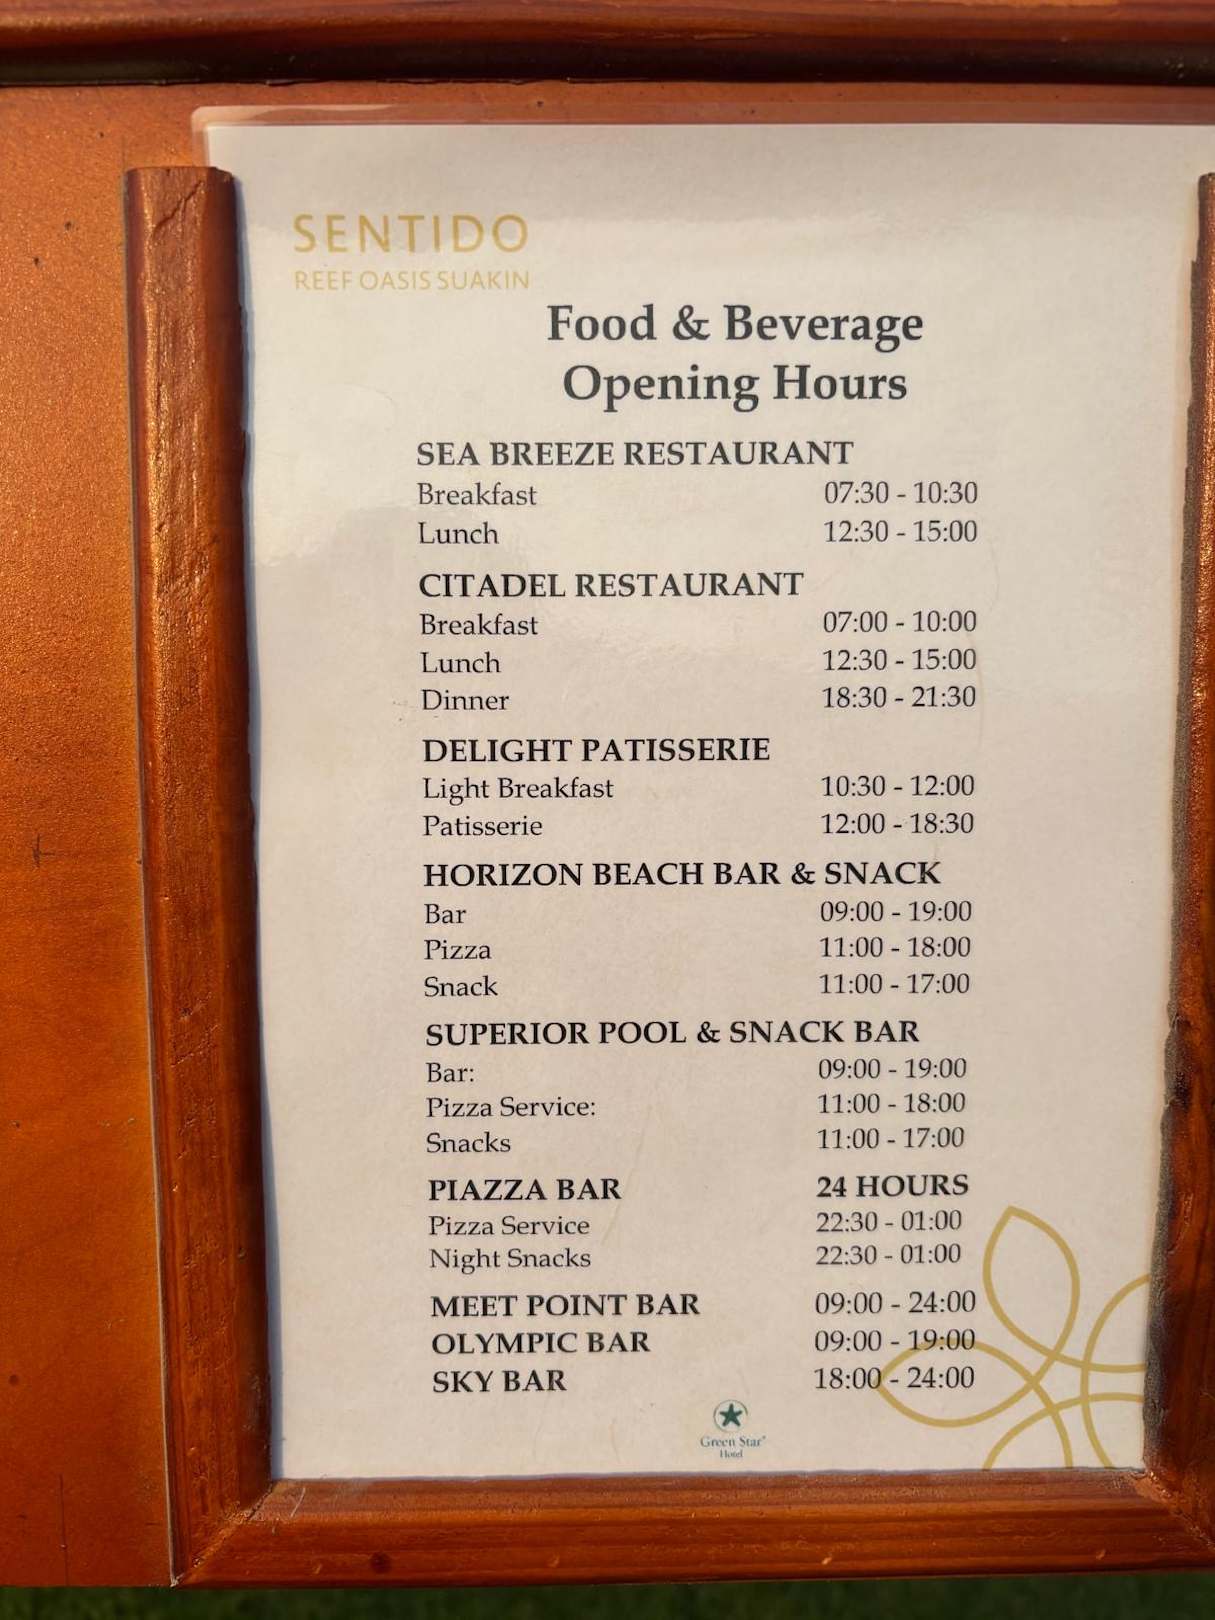 SENTIDO
REEF OASIS SUAKIN
Food & Beverage
Opening Hours
SEA BREEZE RESTAURANT
Breakfast 07:30 - 10:30
Lunch 12:30 - 15:00
CITADEL RESTAURANT
Breakfast 07:00 - 10:00
Lunch 12:30 - 15:00
Dinner 18:30 - 21:30
DELIGHT PATISSERIE
Light Breakfast 10:30 - 12:00
Patisserie 12:00 - 18:30
HORIZON BEACH BAR & SNACK
Bar 09:00 - 19:00
Pizza 11:00 - 18:00
Snack 11:00 - 17:00
SUPERIOR POOL & SNACK BAR
Bar: 09:00 - 19:00
Pizza Service: 11:00 - 18:00
Snacks 11:00 - 17:00
PIAZZA BAR 24 HOURS
Pizza Service 22:30 - 01:00
Night Snacks 22:30 - 01:00
MEET POINT BAR 09:00 - 24:00
OLYMPIC BAR 09:00 - 19:00
SKY BAR 18:00 - 24:00
Green Star
Hotel